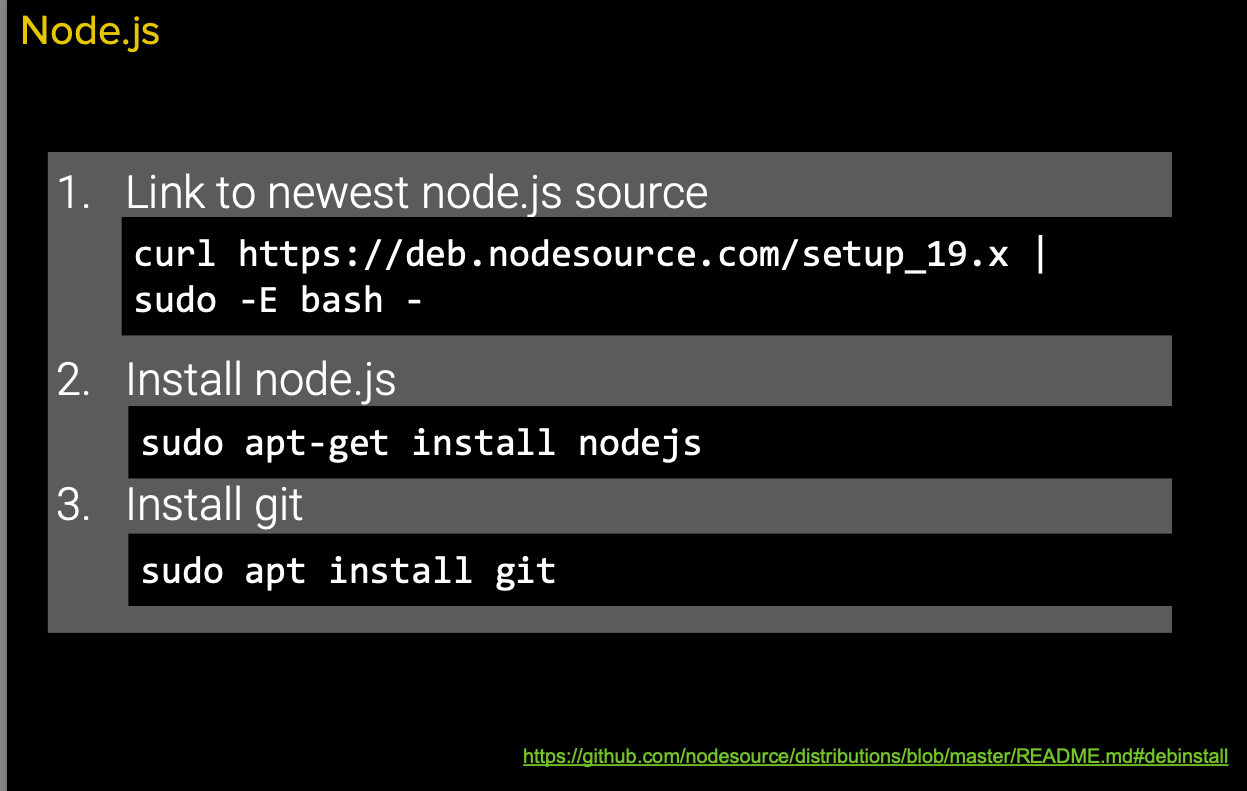 Node.js
1. Link to newest node.js source
curl https://deb.nodesource.com/setup_19.x |
sudo -E bash -
2. Install node.js
sudo apt-get install nodejs
3. Install git
sudo apt install git
https://github.com/nodesource/distributions/blob/master/README.md#debinstall